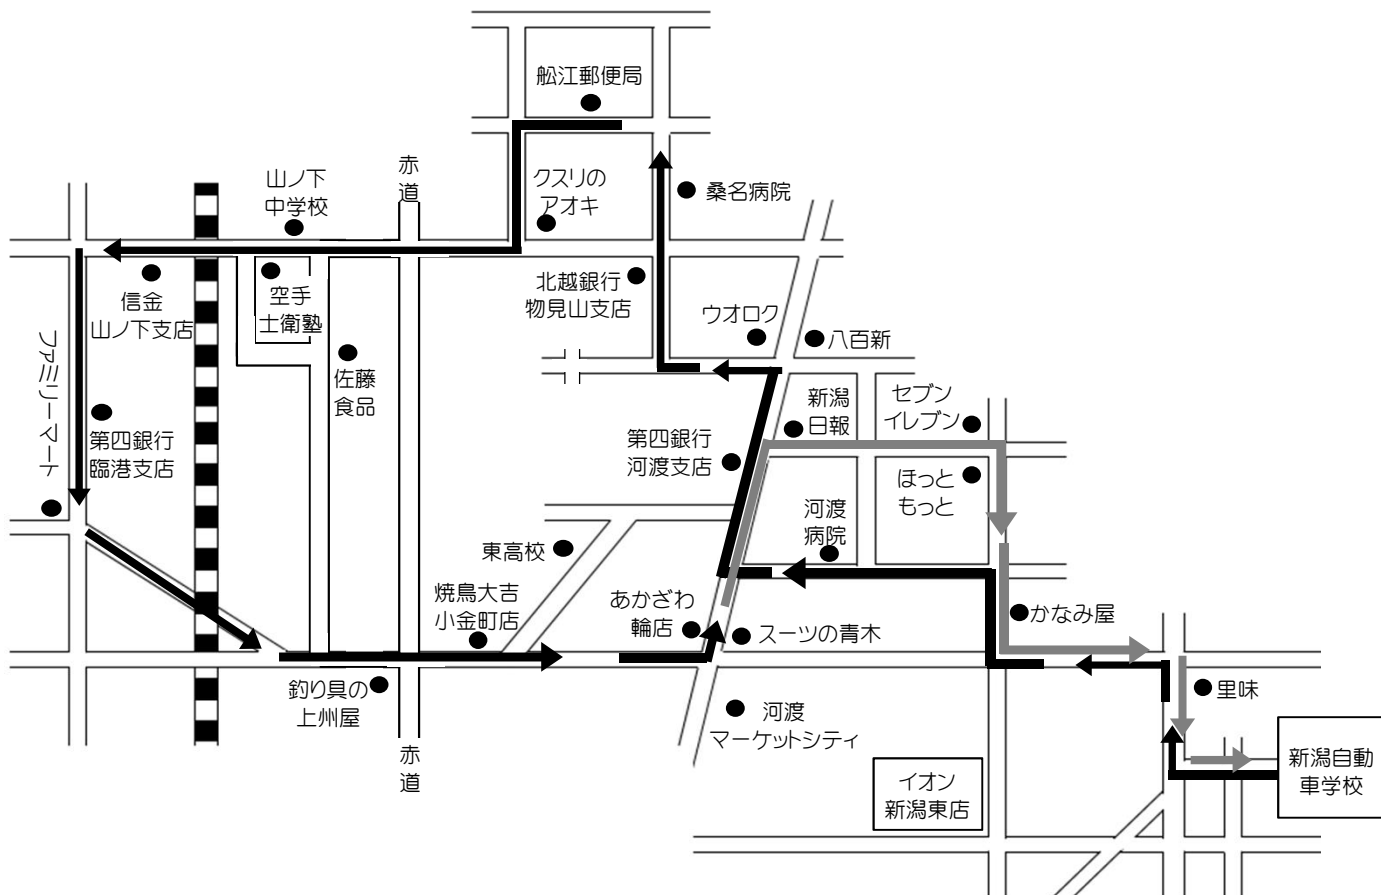 舩江郵便局
赤
道
山ノ下
中学校
クスリの
アオキ
桑名病院
信金
山ノ下支店
空手
士衛塾
北越銀行
物見山支店
ウオロク
八百新
ファミリーマート
佐藤
食品
第四銀行
臨港支店
新潟
日報
セブン
イレブン
第四銀行
河渡支店
ほっと
もっと
河渡
病院
東高校
焼鳥大吉
小金町店
あかざわ
輪店
スーツの青木
かなみ屋
釣り具の
上州屋
里味
河渡
マーケットシティ
赤
道
イオン
新潟東店
新潟自動
車学校